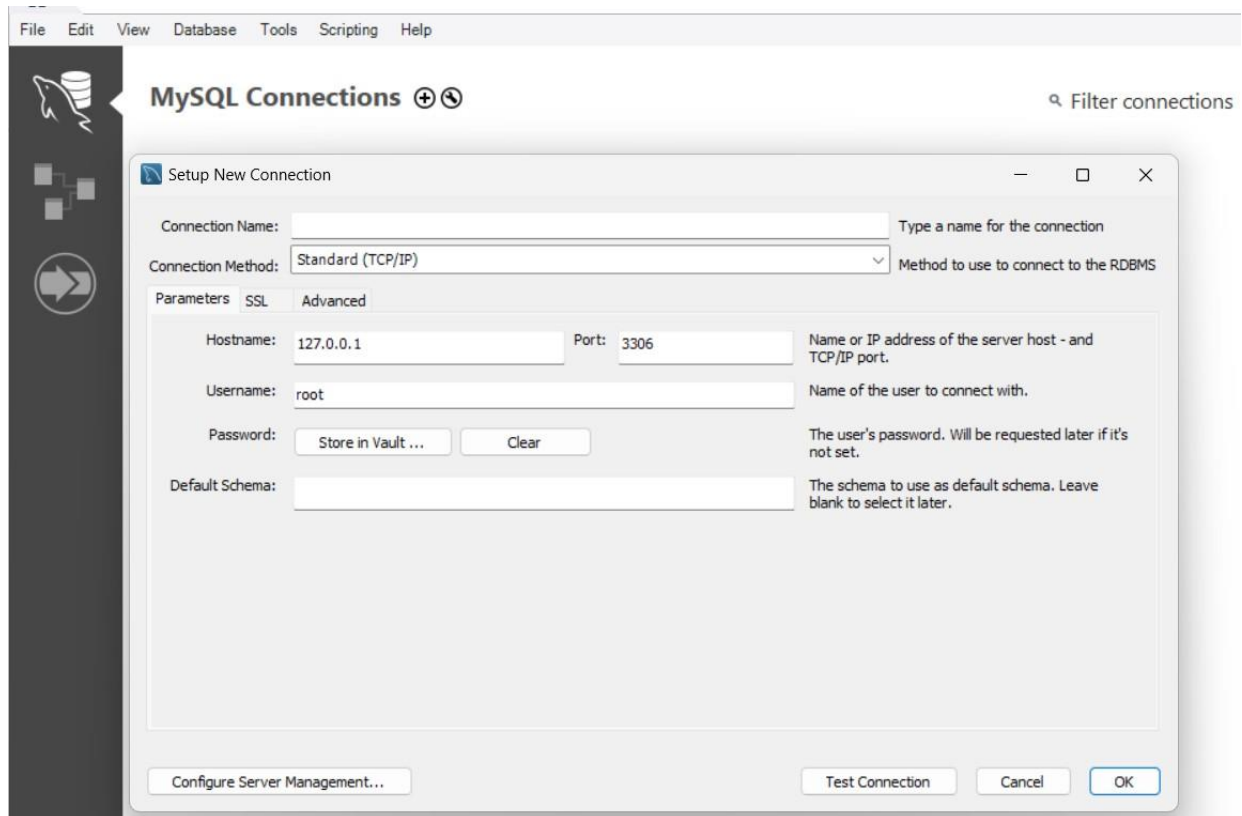 File Edit View Database Tools Scripting Help
MySQL Connections
Filter connections
Setup New Connection
Connection Name:
Type a name for the connection
Connection Method: Standard (TCP/IP)
Method to use to connect to the RDBMS
Parameters SSL Advanced
Hostname: 127.0.0.1 Port: 3306
Name or IP address of the server host - and
TCP/IP port.
Username: root
Name of the user to connect with.
Password: Store in Vault ... Clear
The user's password. Will be requested later if it's
not set.
Default Schema:
The schema to use as default schema. Leave
blank to select it later.
Configure Server Management... Test Connection Cancel OK